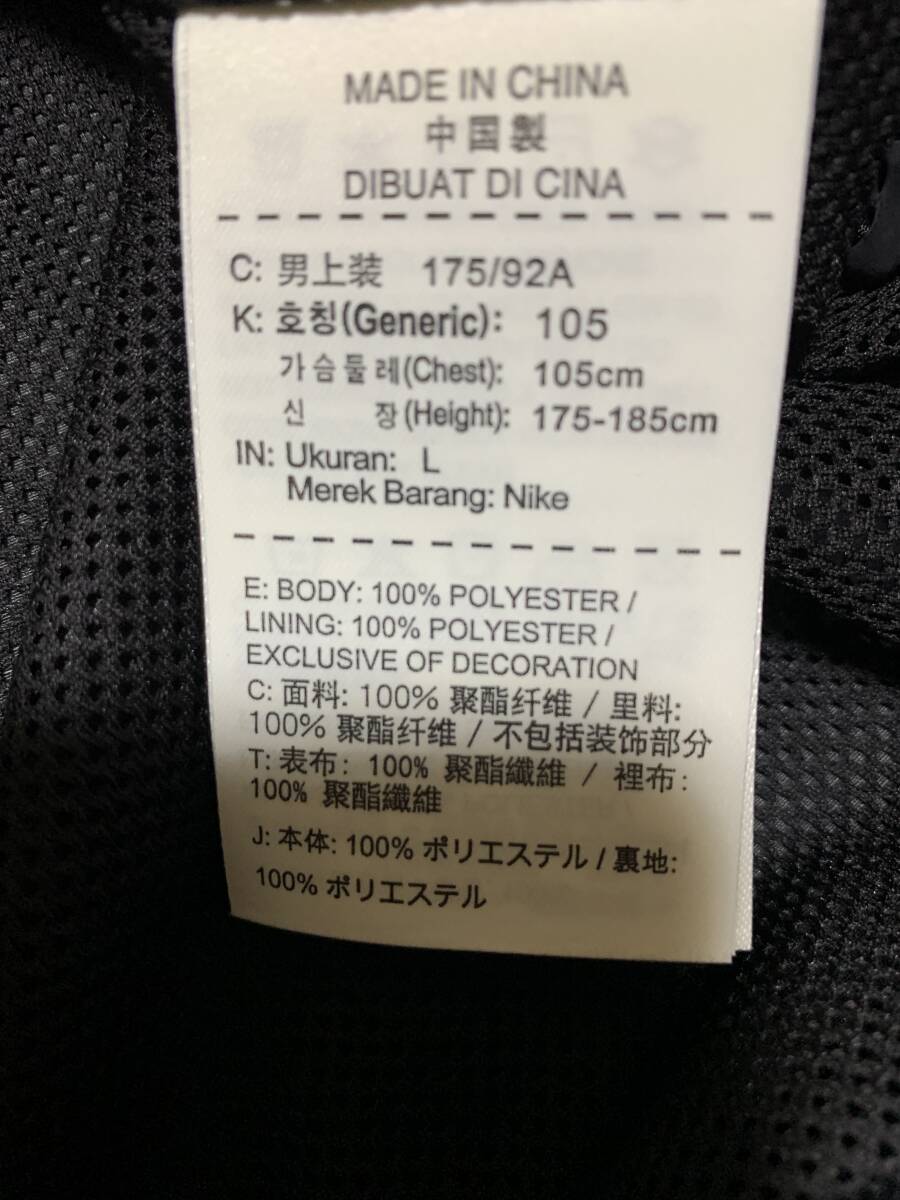 MADE IN CHINA
中国製
DIBUAT DI CINA
C: 男上装 175/92A
K: 호칭(Generic): 105
가슴둘레(Chest): 105cm
신 장(Height): 175-185cm
IN: Ukuran: L
Merek Barang: Nike
E: BODY: 100% POLYESTER /
LINING: 100% POLYESTER /
EXCLUSIVE OF DECORATION
C: 面料: 100% 聚酯纤维 / 里料:
100% 聚酯纤维 / 不包括装饰部分
T: 表布: 100% 聚酯纖維 / 裡布:
100% 聚酯纖維
J: 本体: 100% ポリエステル / 裏地:
100% ポリエステル